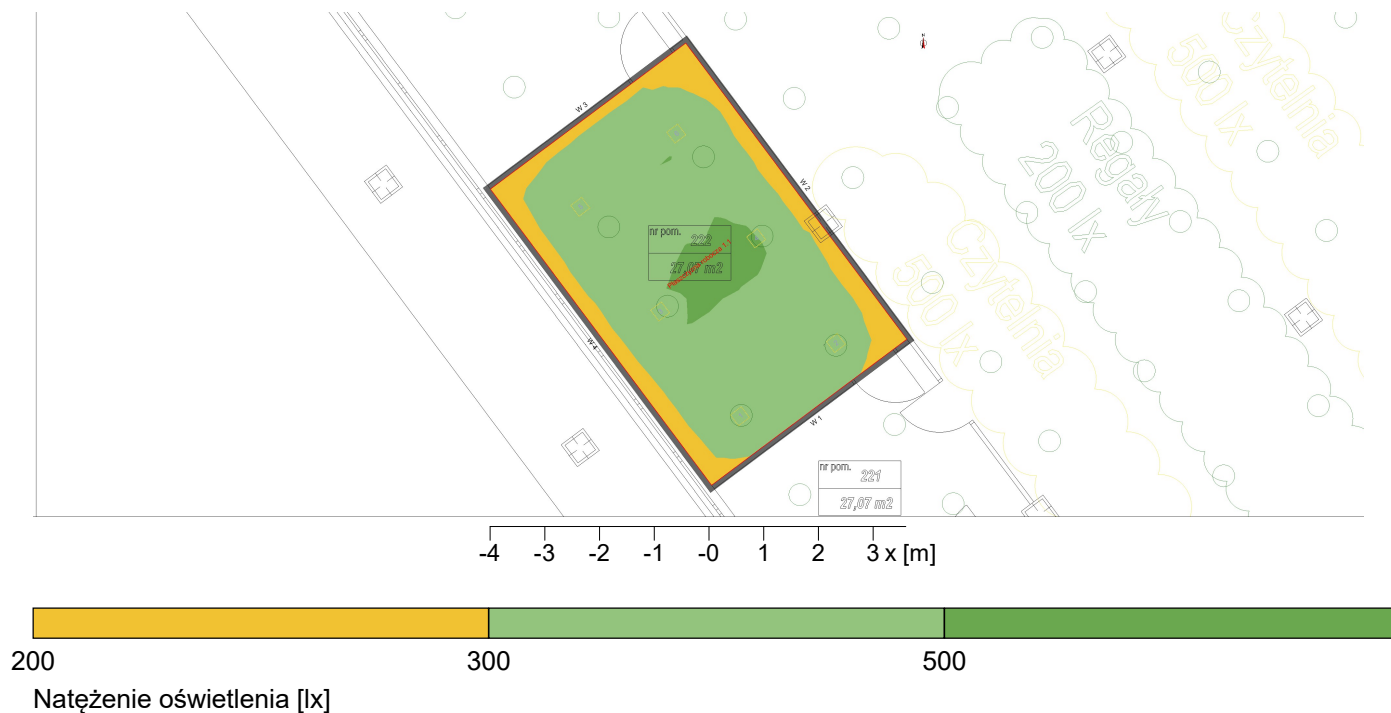 N
Czytelnia
500 lx
Regały
200 lx
Czytelnia
500 lx
W 3
W 2
nr pom.
222
27,07 m2
W 4
W 1
nr pom.
221
27,07 m2
-4 -3 -2 -1 -0 1 2 3 x [m]
200 300 500
Natężenie oświetlenia [lx]